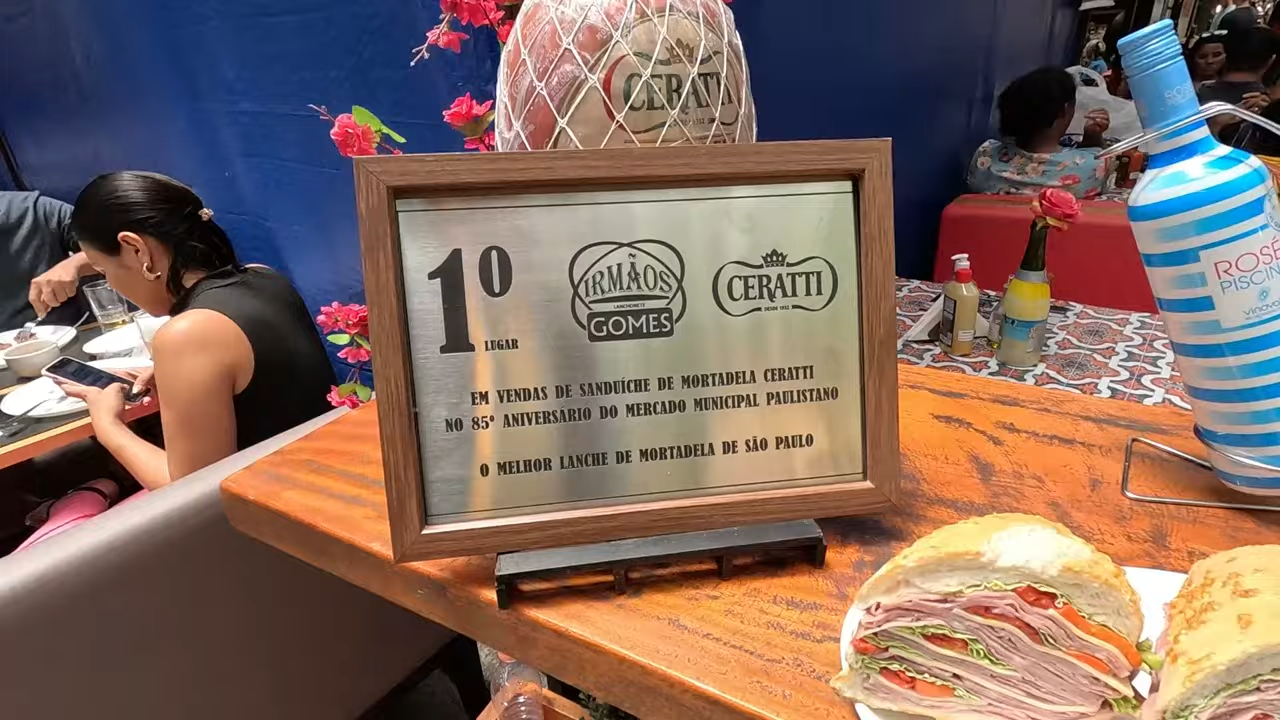 CERATTI
1º
LUGAR
IRMÃOS
LANCHONETE
GOMES
CERATTI
DESDE 1932
EM VENDAS DE SANDUÍCHE DE MORTADELA CERATTI
NO 85º ANIVERSÁRIO DO MERCADO MUNICIPAL PAULISTANO
O MELHOR LANCHE DE MORTADELA DE SÃO PAULO
ROSÉ
PISCINE